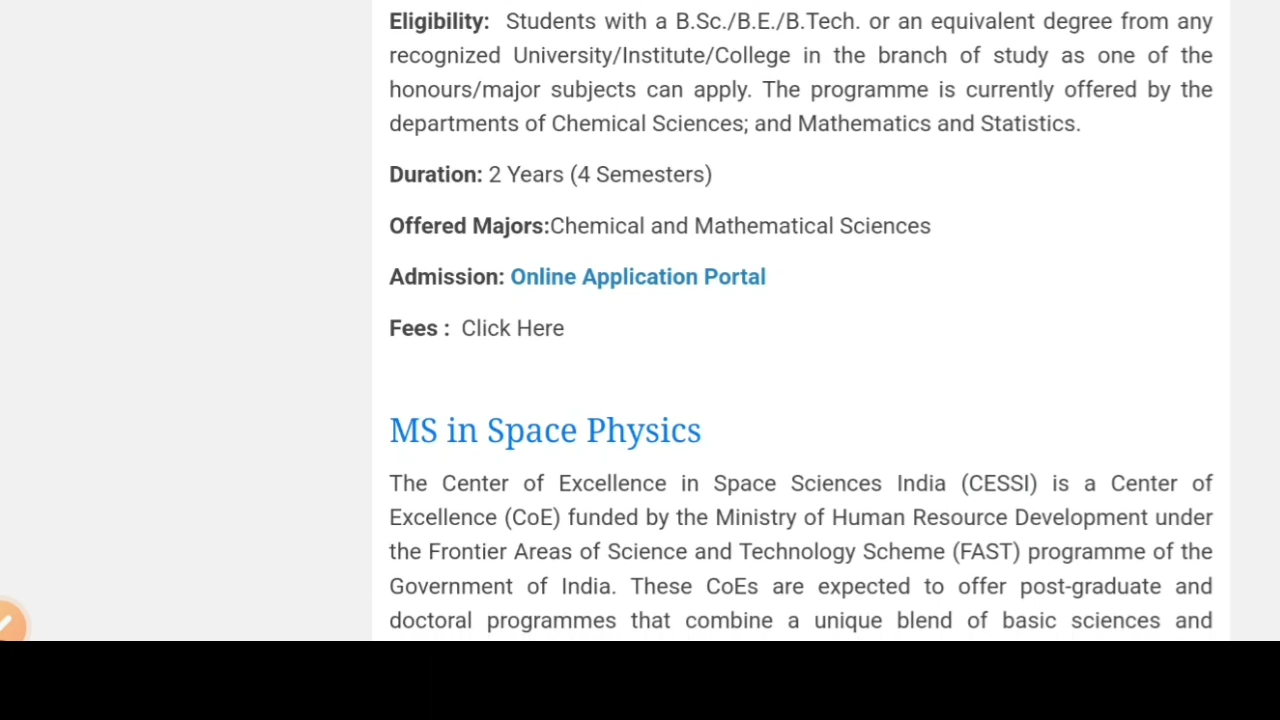 Eligibility: Students with a B.Sc./B.E./B.Tech. or an equivalent degree from any
recognized University/Institute/College in the branch of study as one of the
honours/major subjects can apply. The programme is currently offered by the
departments of Chemical Sciences; and Mathematics and Statistics.
Duration: 2 Years (4 Semesters)
Offered Majors:Chemical and Mathematical Sciences
Admission: Online Application Portal
Fees : Click Here
MS in Space Physics
The Center of Excellence in Space Sciences India (CESSI) is a Center of
Excellence (CoE) funded by the Ministry of Human Resource Development under
the Frontier Areas of Science and Technology Scheme (FAST) programme of the
Government of India. These CoEs are expected to offer post-graduate and
doctoral programmes that combine a unique blend of basic sciences and